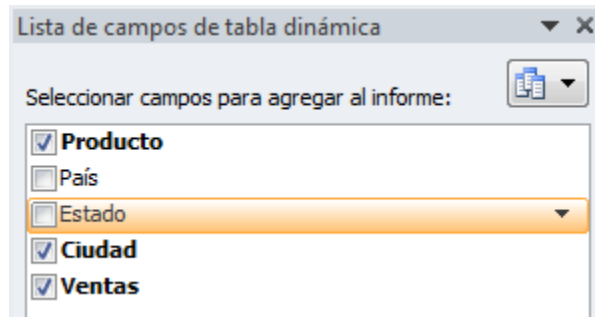 Lista de campos de tabla dinámica
Seleccionar campos para agregar al informe:
Producto
País
Estado
Ciudad
Ventas